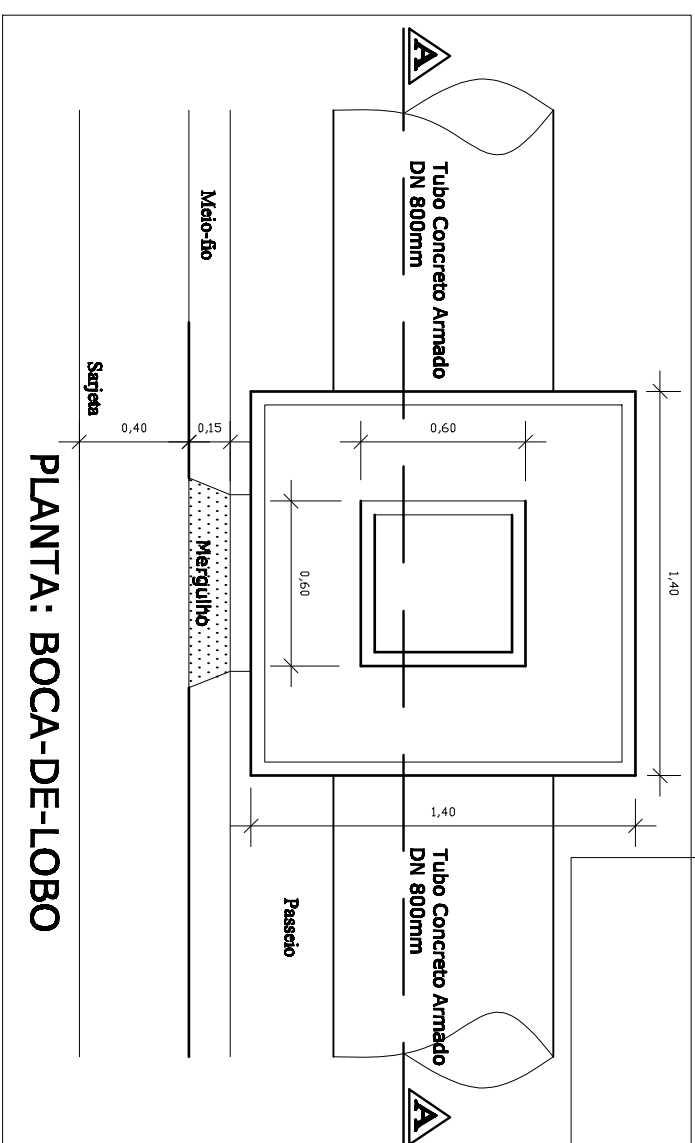 A
Tubo Concreto Armado
DN 800mm
Meio-fio
Sarjeta
0,40
0,15
0,60
1,40
0,60
Mergulho
1,40
Tubo Concreto Armado
DN 800mm
Passeio
A
PLANTA: BOCA-DE-LOBO